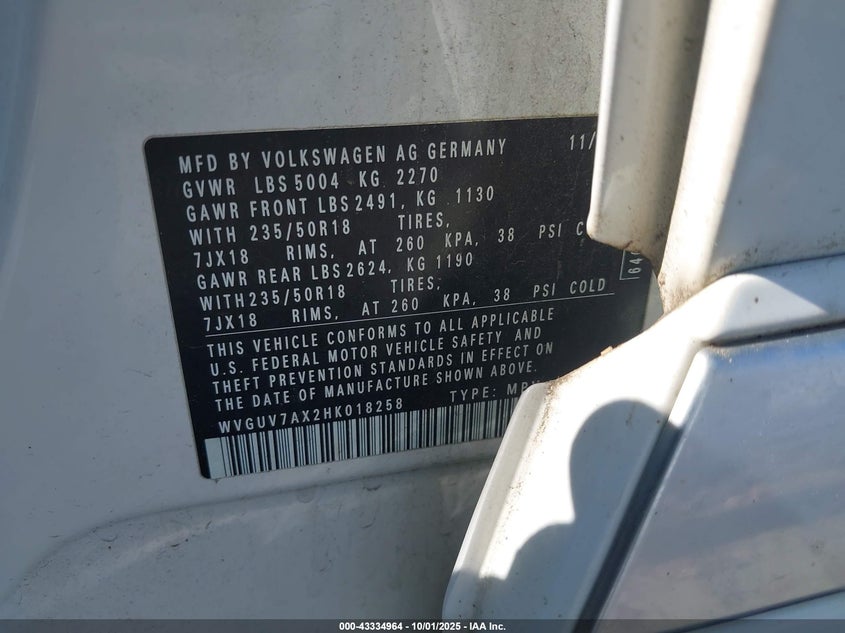 MFD BY VOLKSWAGEN AG GERMANY 11/
GVWR LBS 5004 KG 2270
GAWR FRONT LBS 2491, KG 1130
WITH 235/50R18 TIRES,
7JX18 RIMS, AT 260 KPA, 38 PSI C
GAWR REAR LBS 2624, KG 1190
WITH 235/50R18 TIRES,
7JX18 RIMS, AT 260 KPA, 38 PSI COLD
THIS VEHICLE CONFORMS TO ALL APPLICABLE
U.S. FEDERAL MOTOR VEHICLE SAFETY AND
THEFT PREVENTION STANDARDS IN EFFECT ON
THE DATE OF MANUFACTURE SHOWN ABOVE.
WVGUV7AX2HK018258 TYPE:
000-43334964 - 10/01/2025 - IAA Inc.